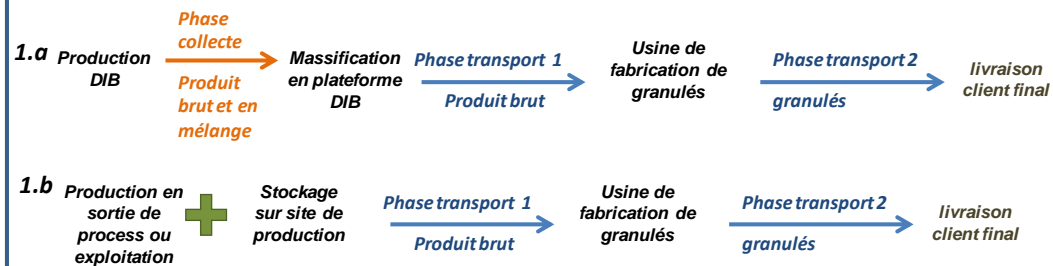 1.a
Production
DIB
Phase
collecte
Produit
brut et en
mélange
Massification
en plateforme
DIB
Phase transport 1
Produit brut
Usine de
fabrication de
granulés
Phase transport 2
granulés
livraison
client final
1.b
Production en
sortie de
process ou
exploitation
Stockage
sur site de
production
Phase transport 1
Produit brut
Usine de
fabrication de
granulés
Phase transport 2
granulés
livraison
client final